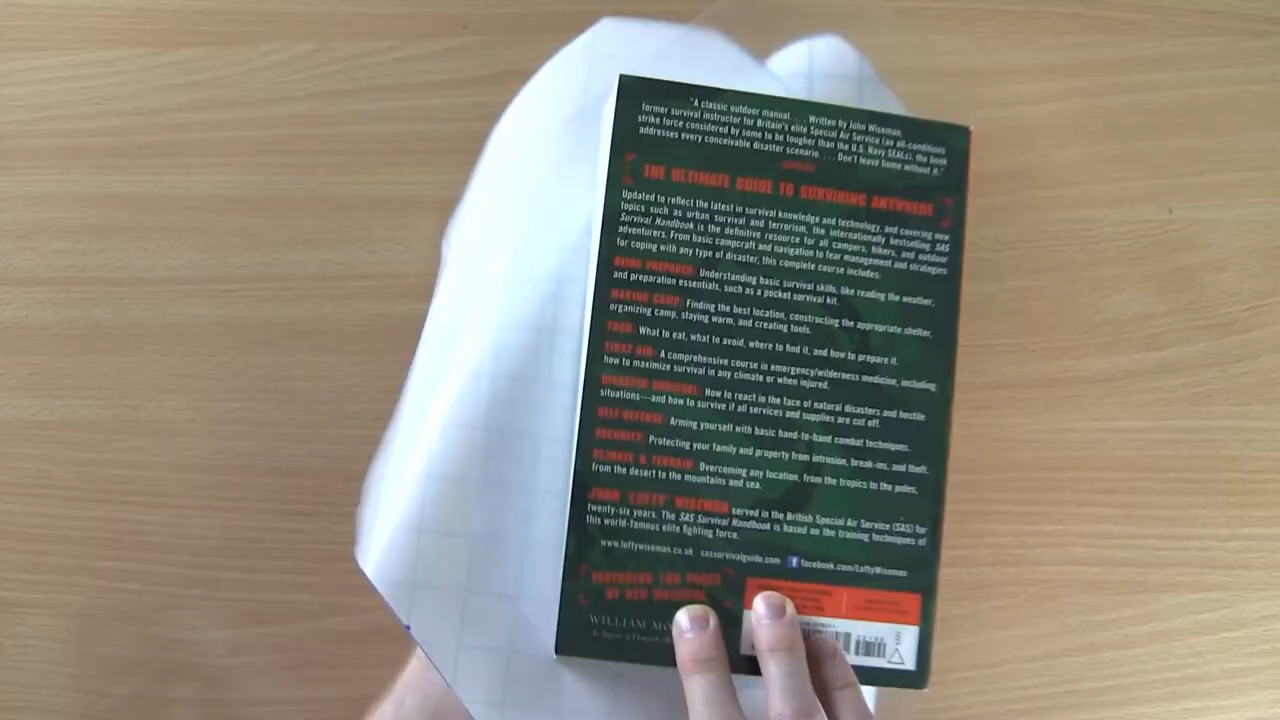 "A classic outdoor manual. . . . Written by John Wiseman,
former survival instructor for Britain's elite Special Air Service (an all-conditions
strike force considered by some to be tougher than the U.S. Navy SEALs), the book
addresses every conceivable disaster scenario. . . . Don't leave home without it."
THE ULTIMATE GUIDE TO SURVIVING ANYWHERE
Updated to reflect the latest in survival knowledge and technology, and covering new
topics such as urban survival and terrorism, the internationally bestselling SAS
Survival Handbook is the definitive resource for all campers, hikers, and outdoor
adventurers. From basic campcraft and navigation to fear management and strategies
for coping with any type of disaster, this complete course includes:
BEING PREPARED: Understanding basic survival skills, like reading the weather,
and preparation essentials, such as a pocket survival kit.
MAKING CAMP: Finding the best location, constructing the appropriate shelter,
organizing camp, staying warm, and creating tools.
FOOD: What to eat, what to avoid, where to find it, and how to prepare it.
FIRST AID: A comprehensive course in emergency/wilderness medicine, including
how to maximize survival in any climate or when injured.
DISASTER SURVIVAL: How to react in the face of natural disasters and hostile
situations—and how to survive if all services and supplies are cut off.
SELF-DEFENSE: Arming yourself with basic hand-to-hand combat techniques.
SECURITY: Protecting your family and property from intrusion, break-ins, and theft.
CLIMATE & TERRAIN: Overcoming any location, from the tropics to the poles,
from the desert to the mountains and sea.
JOHN "LOFTY" WISEMAN served in the British Special Air Service (SAS) for
twenty-six years. The SAS Survival Handbook is based on the training techniques of
this world-famous elite fighting force.
www.loftywiseman.co.uk sassurvivalguide.com facebook.com/LoftyWiseman
FEATURING 100 PAGES
OF NEW MATERIAL
WILLIAM